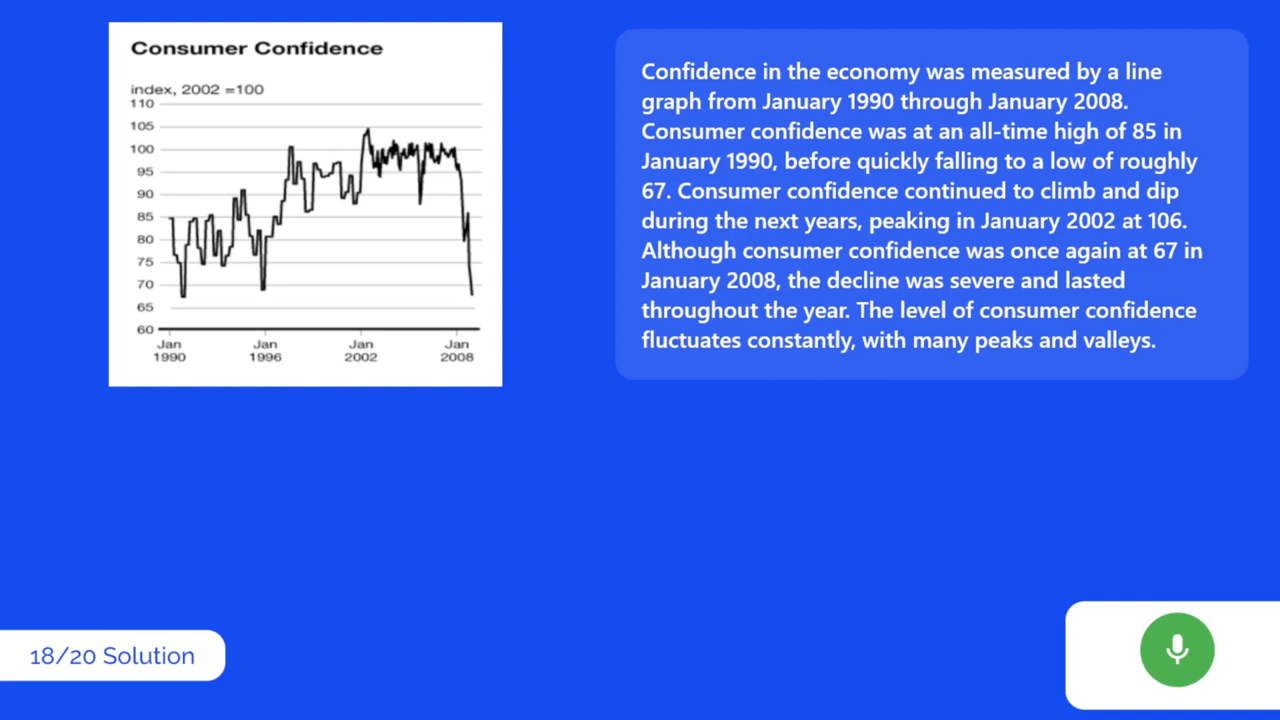 Consumer Confidence
index, 2002 =100
110
105
100
95
90
85
80
75
70
65
60
Jan Jan Jan Jan
1990 1996 2002 2008
Confidence in the economy was measured by a line
graph from January 1990 through January 2008.
Consumer confidence was at an all-time high of 85 in
January 1990, before quickly falling to a low of roughly
67. Consumer confidence continued to climb and dip
during the next years, peaking in January 2002 at 106.
Although consumer confidence was once again at 67 in
January 2008, the decline was severe and lasted
throughout the year. The level of consumer confidence
fluctuates constantly, with many peaks and valleys.
18/20 Solution